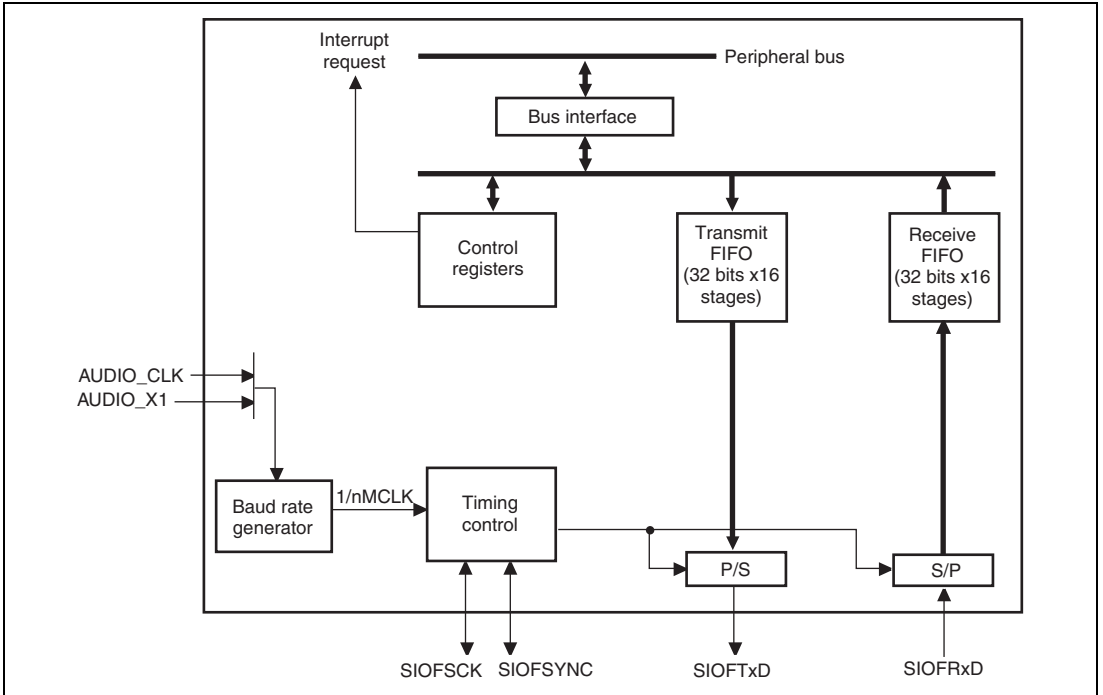 Interrupt
request
Peripheral bus
Bus interface
Control
registers
Transmit
FIFO
(32 bits x16
stages)
Receive
FIFO
(32 bits x16
stages)
AUDIO_CLK
AUDIO_X1
Baud rate
generator
1/nMCLK
Timing
control
P/S
S/P
SIOFSCK
SIOFSYNC
SIOFTxD
SIOFRxD